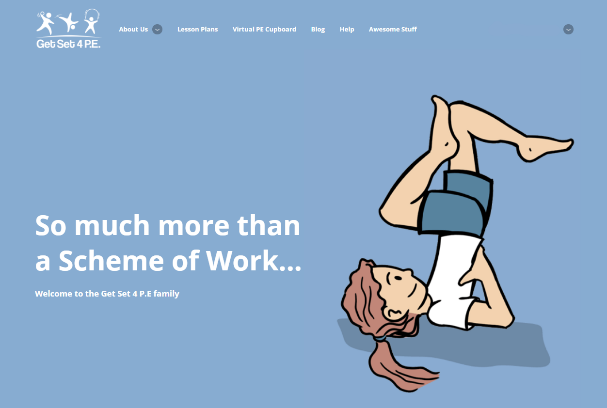 Get Set 4 P.E.
About Us
Lesson Plans
Virtual PE Cupboard
Blog
Help
Awesome Stuff
So much more than
a Scheme of Work...
Welcome to the Get Set 4 P.E family